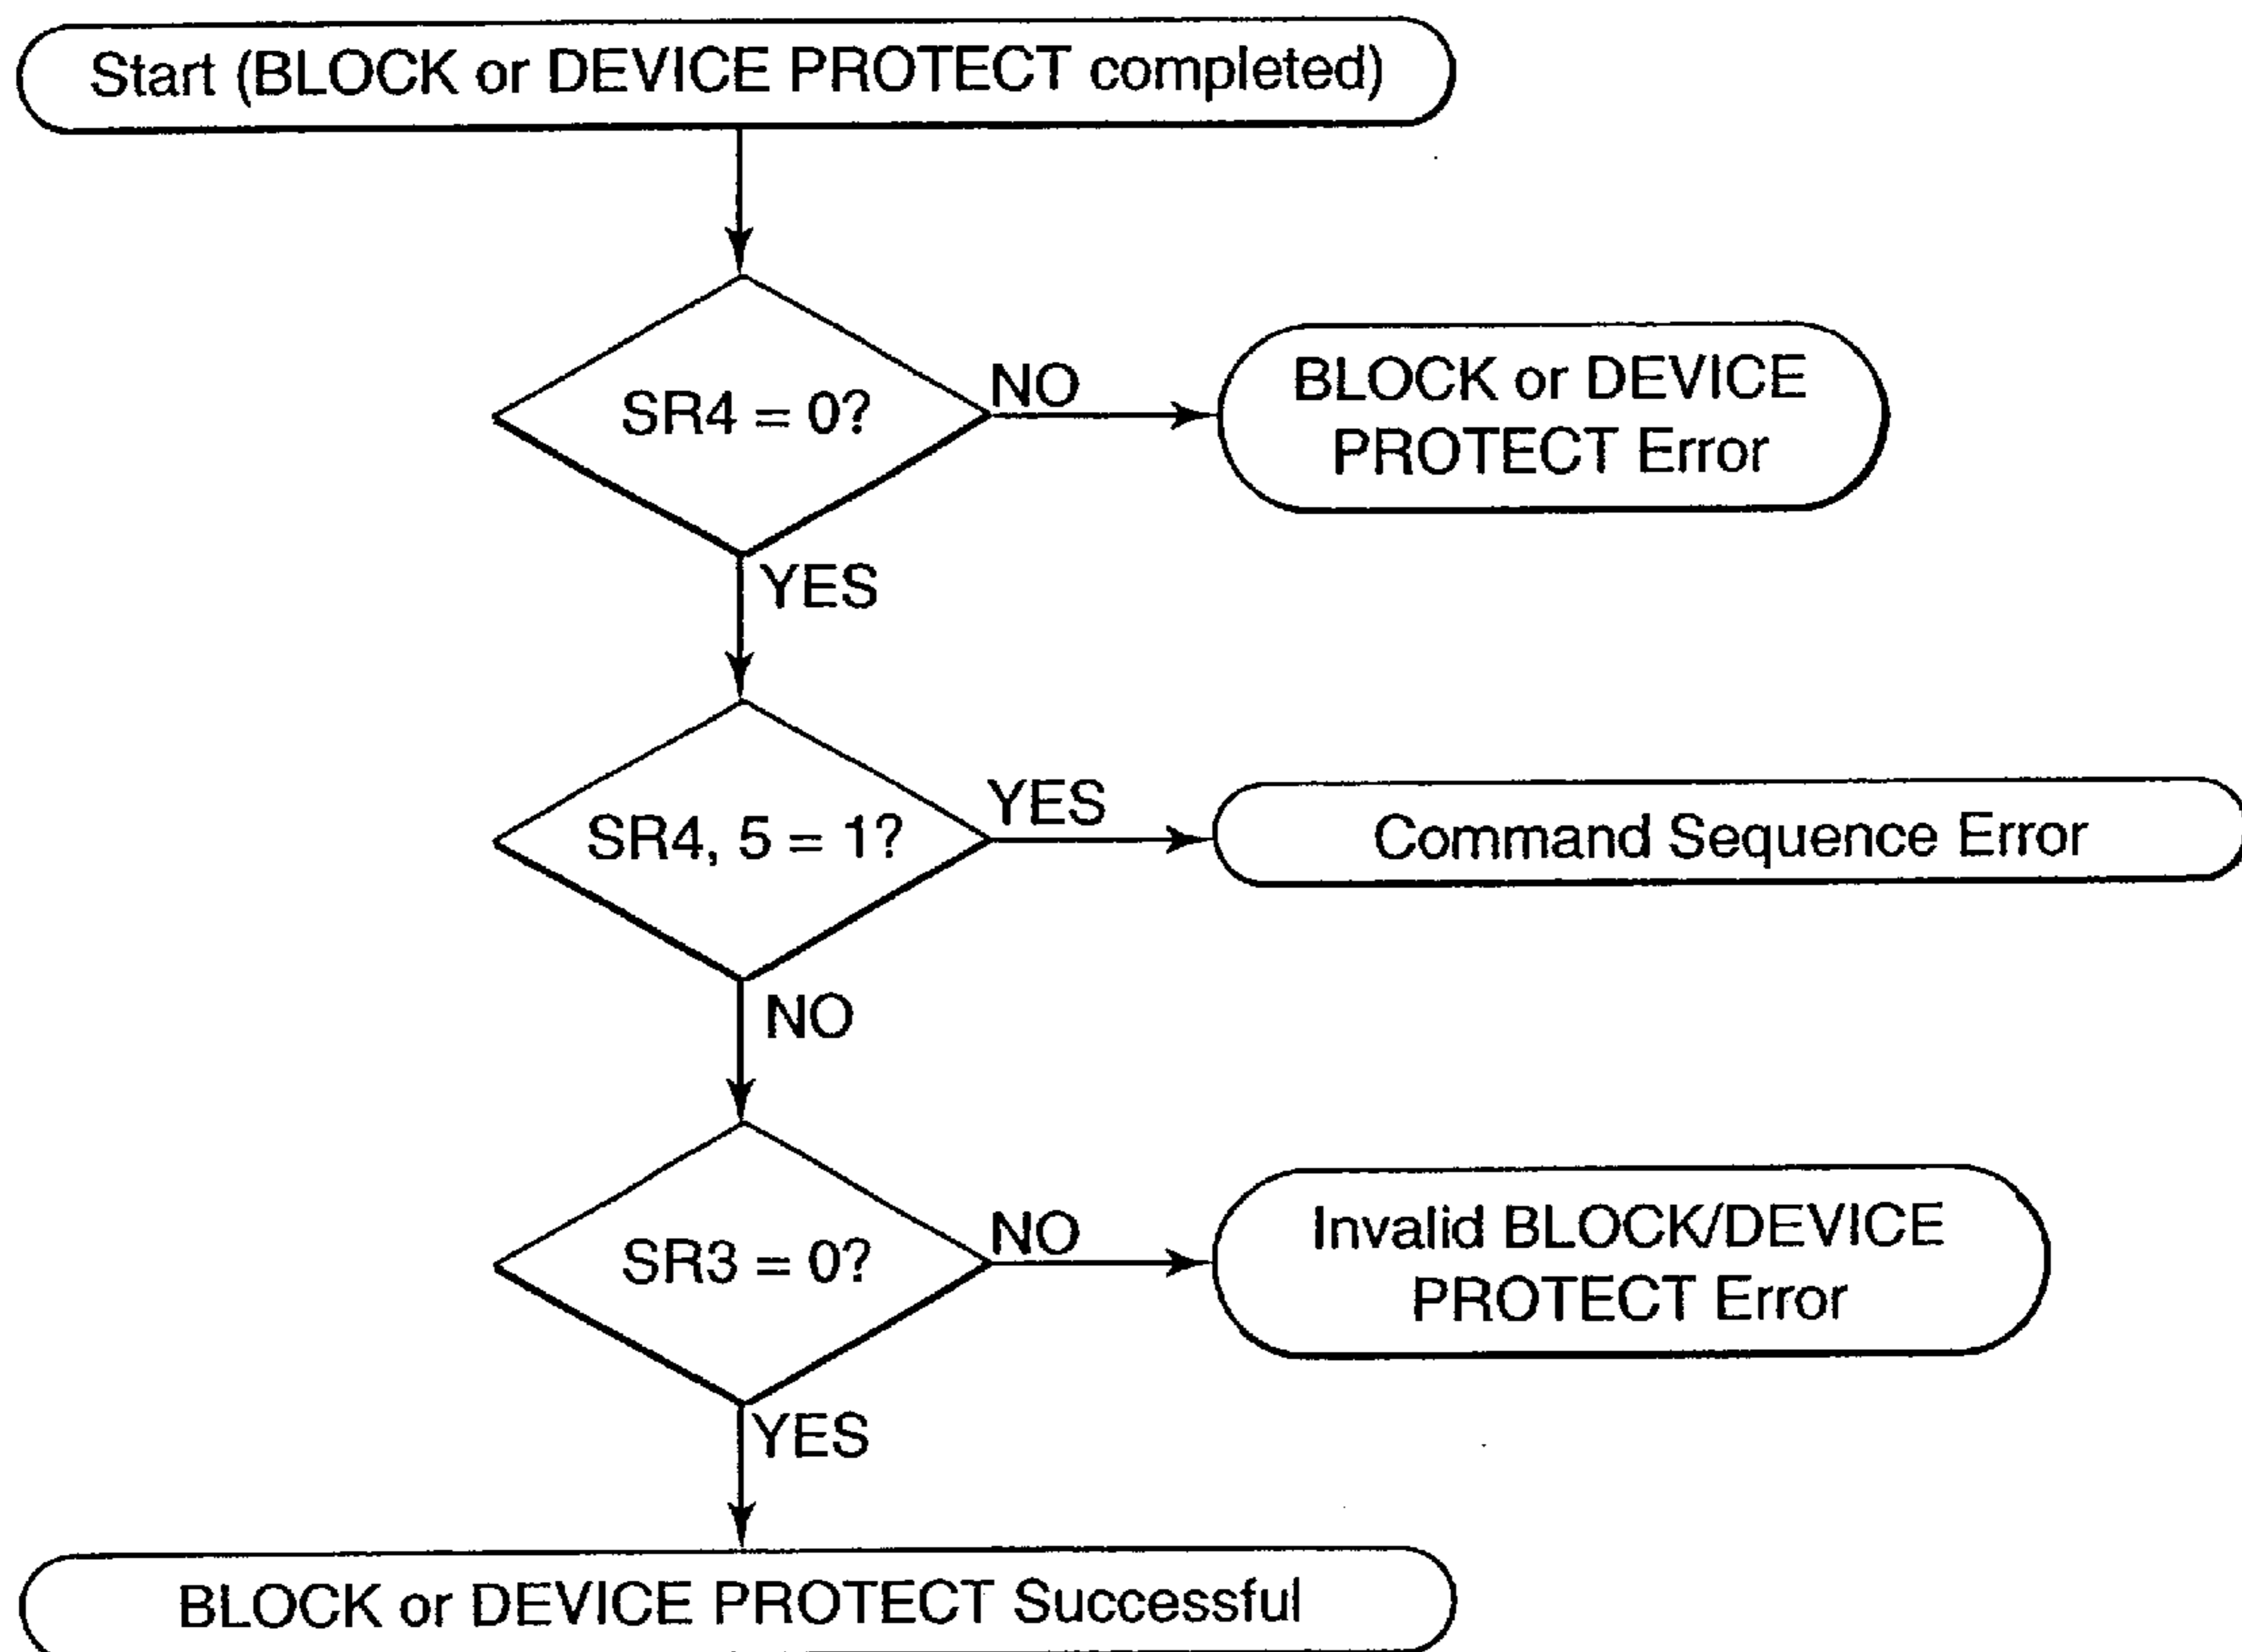 Start (BLOCK or DEVICE PROTECT completed)
SR4 = 0?
NO
BLOCK or DEVICE
PROTECT Error
YES
SR4, 5 = 1?
YES
Command Sequence Error
NO
SR3 = 0?
NO
Invalid BLOCK/DEVICE
PROTECT Error
YES
BLOCK or DEVICE PROTECT Successful